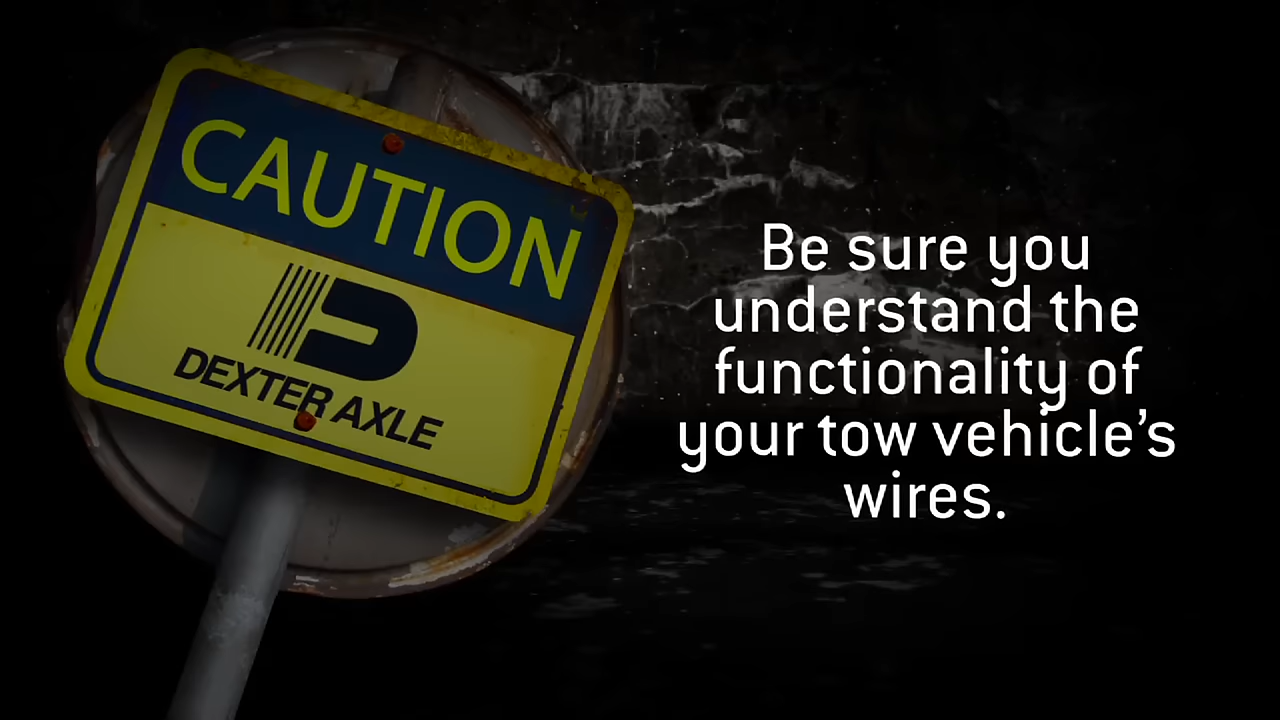 CAUTION
DEXTER AXLE
Be sure you
understand the
functionality of
your tow vehicle’s
wires.